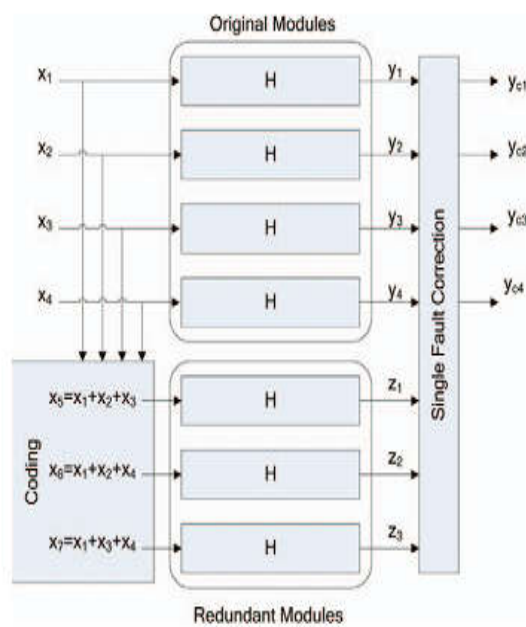 Original Modules
x₁ H y₁ yc1
x₂ H y₂ yc2
x₃ H y₃ yc3
x₄ H y₄ yc4
Single Fault Correction
Coding
x₅=x₁+x₂+x₃ H z₁
x₆=x₁+x₂+x₄ H z₂
x₇=x₁+x₃+x₄ H z₃
Redundant Modules